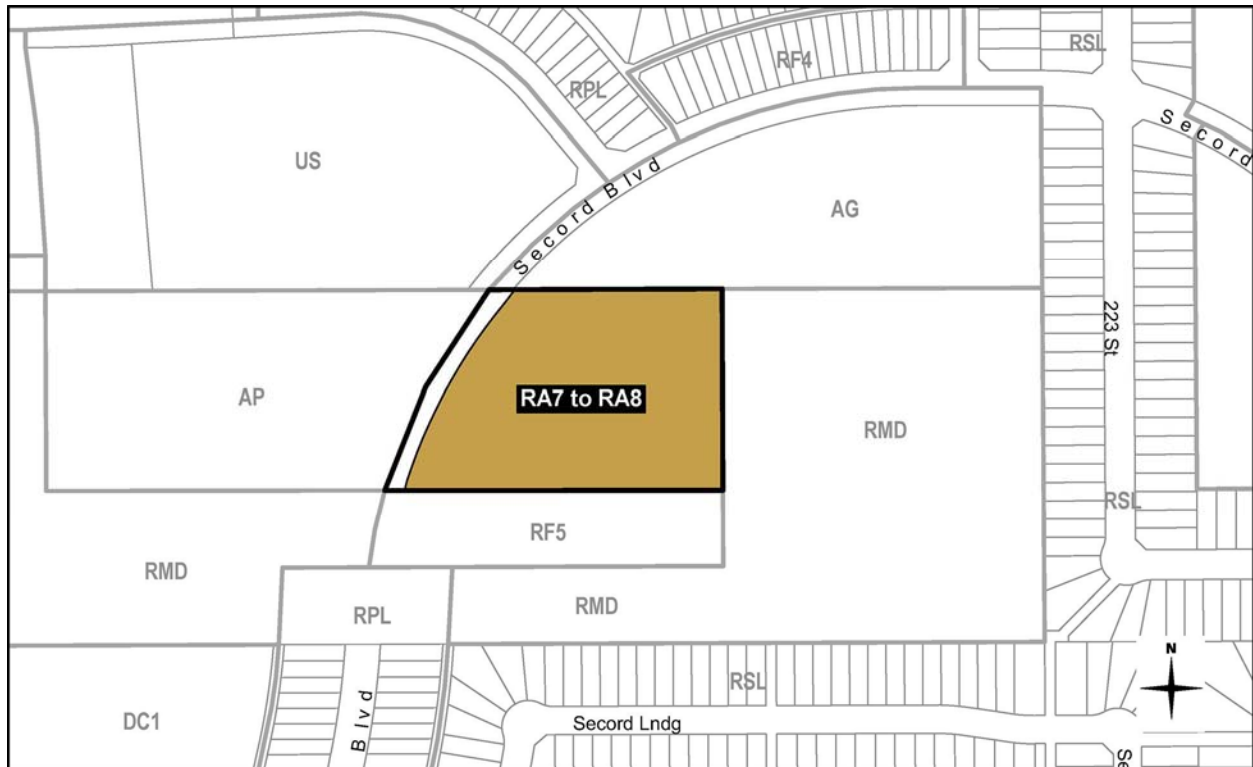 RSL
RF4
RPL
Secord
US
Secord Blvd
AG
223 St
RA7 to RA8
AP
RMD
RSL
RF5
RMD
RPL
RMD
N
RSL
Blvd
DC1
Secord Lndg
Se